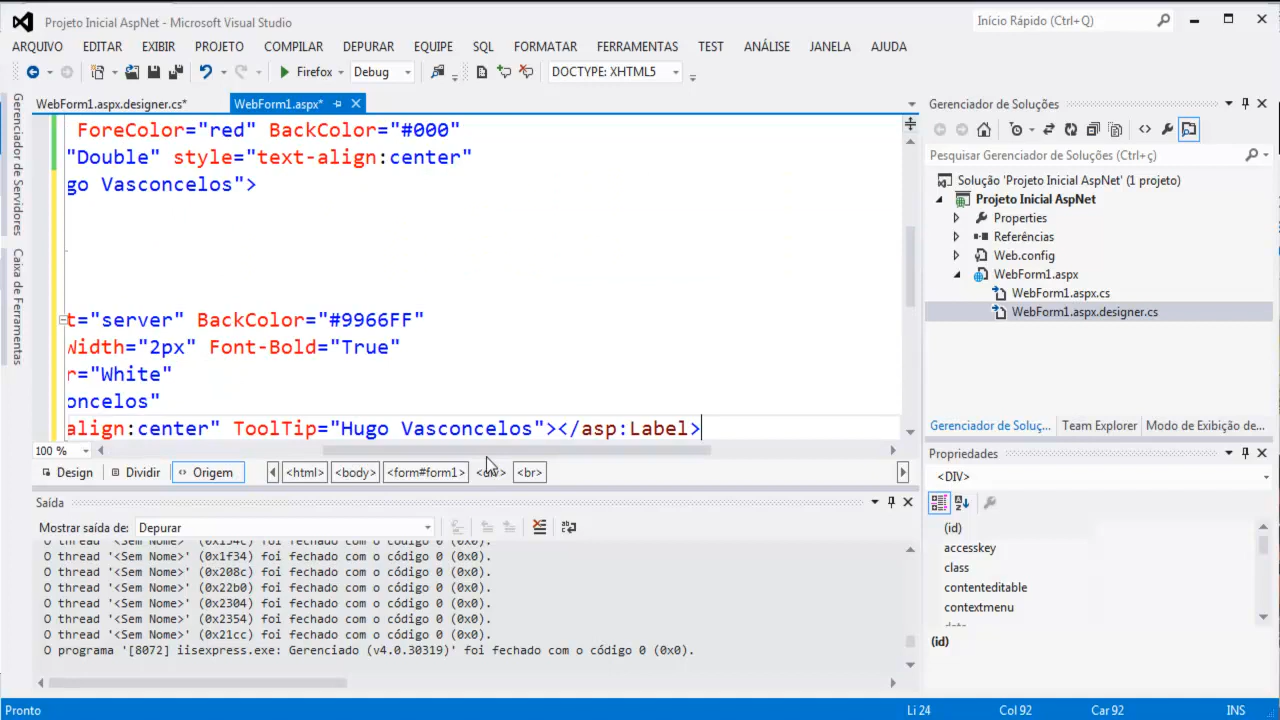 Projeto Inicial AspNet - Microsoft Visual Studio
Início Rápido (Ctrl+Q)
ARQUIVO EDITAR EXIBIR PROJETO COMPILAR DEPURAR EQUIPE SQL FORMATAR FERRAMENTAS TEST ANÁLISE JANELA AJUDA
Firefox Debug DOCTYPE: XHTML5
WebForm1.aspx.designer.cs* WebForm1.aspx*
Gerenciador de Servidores
Caixa de Ferramentas
ForeColor="red" BackColor="#000"
"Double" style="text-align:center"
go Vasconcelos">
t="server" BackColor="#9966FF"
Width="2px" Font-Bold="True"
r="White"
oncelos"
align:center" ToolTip="Hugo Vasconcelos"></asp:Label>
100 %
Design Dividir Origem <html> <body> <form#form1> <br>
Saída
Mostrar saída de: Depurar
O thread '<Sem Nome>' (0x154c) foi fechado com o código 0 (0x0).
O thread '<Sem Nome>' (0x1f34) foi fechado com o código 0 (0x0).
O thread '<Sem Nome>' (0x208c) foi fechado com o código 0 (0x0).
O thread '<Sem Nome>' (0x22b0) foi fechado com o código 0 (0x0).
O thread '<Sem Nome>' (0x2304) foi fechado com o código 0 (0x0).
O thread '<Sem Nome>' (0x2354) foi fechado com o código 0 (0x0).
O thread '<Sem Nome>' (0x21cc) foi fechado com o código 0 (0x0).
O programa '[8072] iisexpress.exe: Gerenciado (v4.0.30319)' foi fechado com o código 0 (0x0).
Gerenciador de Soluções
Pesquisar Gerenciador de Soluções (Ctrl+ç)
Solução 'Projeto Inicial AspNet' (1 projeto)
Projeto Inicial AspNet
Properties
Referências
Web.config
WebForm1.aspx
WebForm1.aspx.cs
WebForm1.aspx.designer.cs
Gerenciador de Soluç... Team Explorer Modo de Exibição de...
Propriedades
<DIV>
(id)
accesskey
class
contenteditable
contextmenu
(id)
Pronto Li 24 Col 92 Car 92 INS